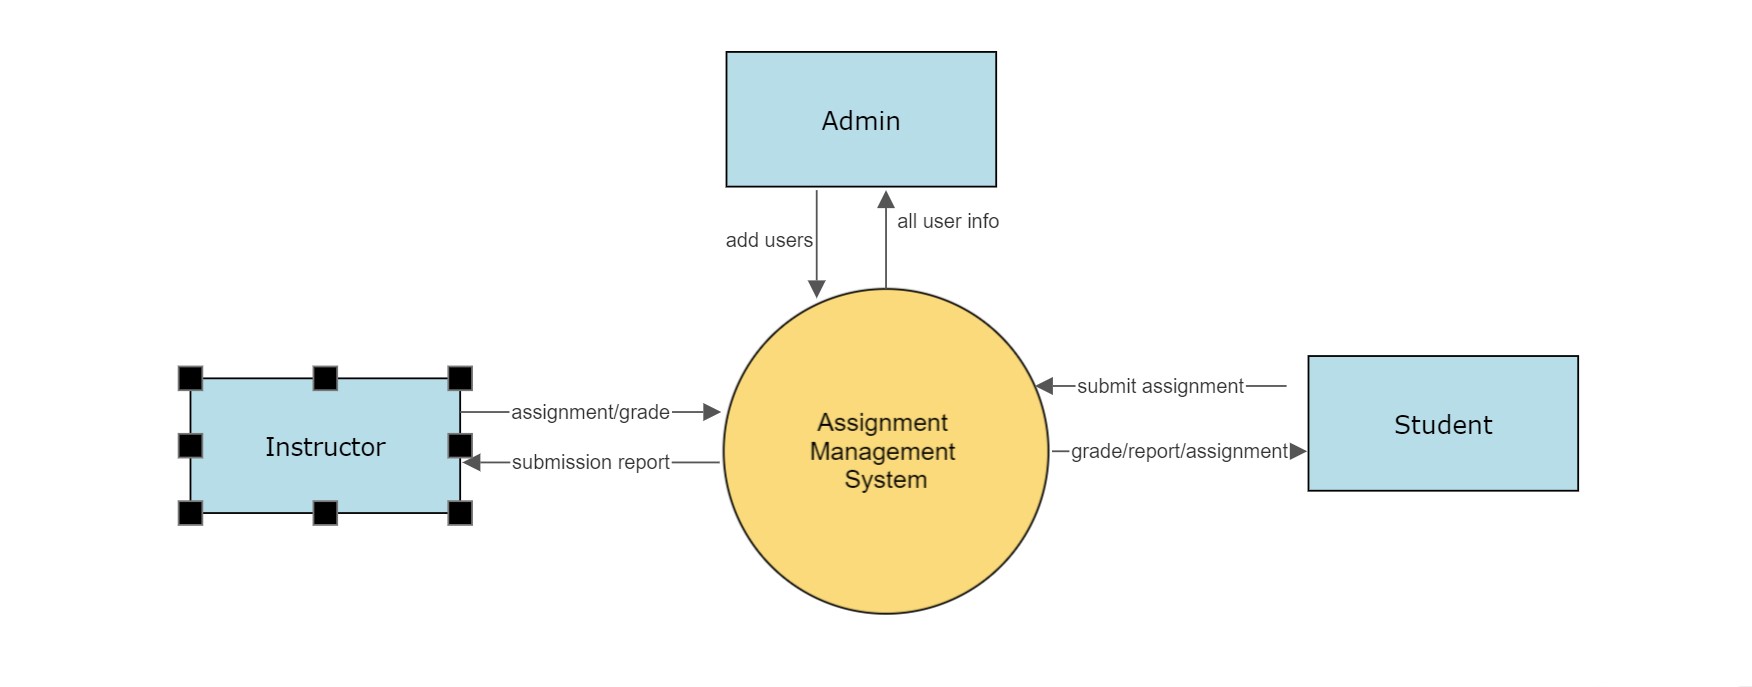 Admin
add users
all user info
Instructor
assignment/grade
submission report
Assignment
Management
System
submit assignment
grade/report/assignment
Student